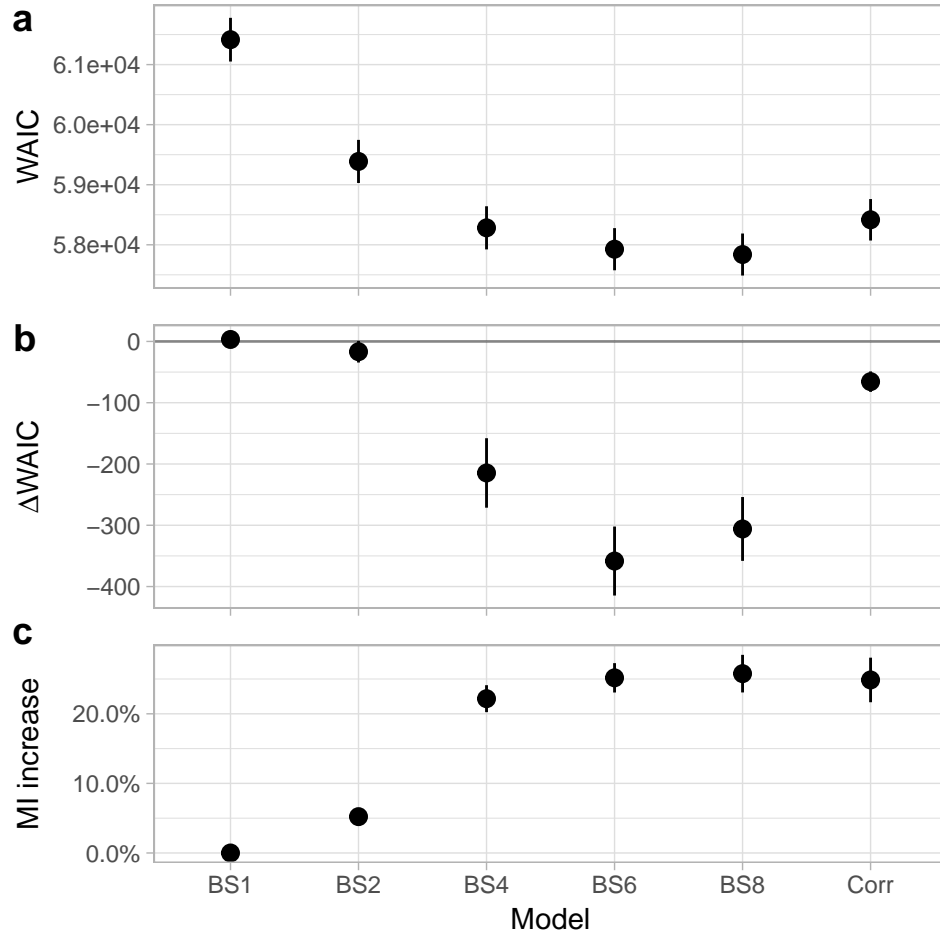 a
WAIC
6.1e+04
6.0e+04
5.9e+04
5.8e+04
b
ΔWAIC
0
−100
−200
−300
−400
c
MI increase
20.0%
10.0%
0.0%
BS1 BS2 BS4 BS6 BS8 Corr
Model